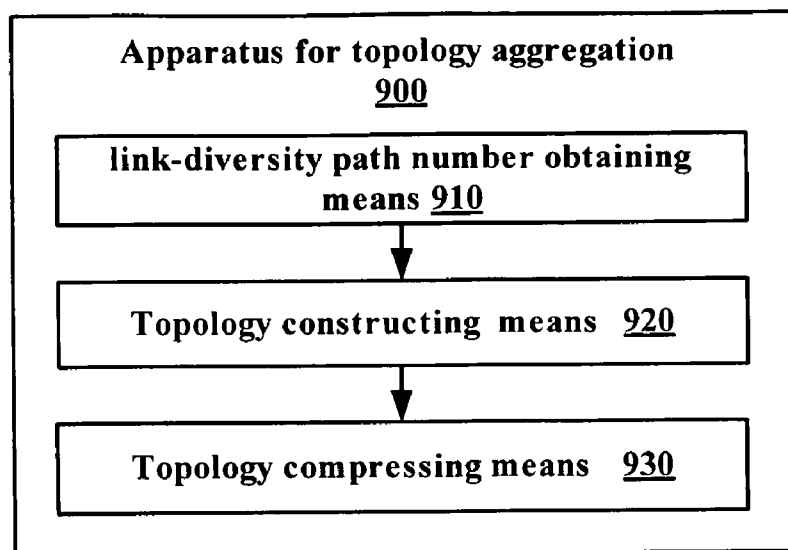 Apparatus for topology aggregation
900
link-diversity path number obtaining
means 910
Topology constructing means 920
Topology compressing means 930